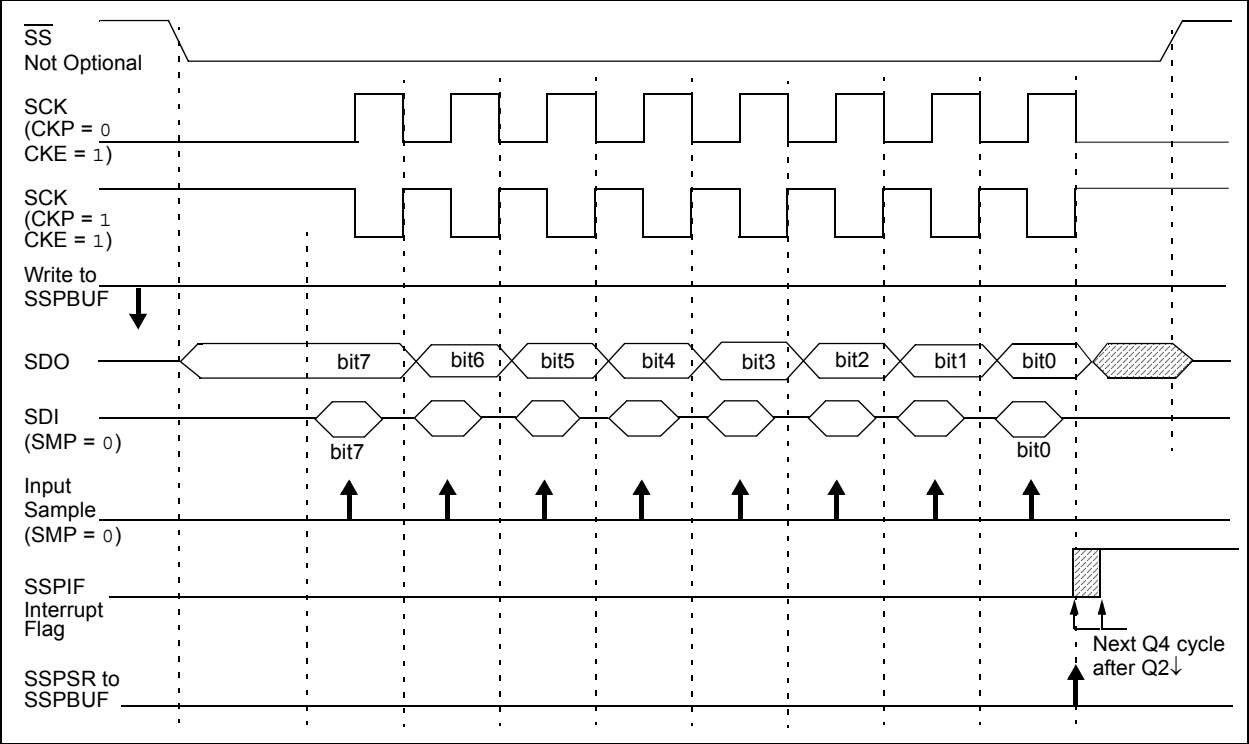 SS
Not Optional
SCK
(CKP = 0
CKE = 1)
SCK
(CKP = 1
CKE = 1)
Write to
SSPBUF
SDO
bit7 bit6 bit5 bit4 bit3 bit2 bit1 bit0
SDI
(SMP = 0)
bit7 bit0
Input
Sample
(SMP = 0)
SSPIF
Interrupt
Flag
Next Q4 cycle
after Q2↓
SSPSR to
SSPBUF